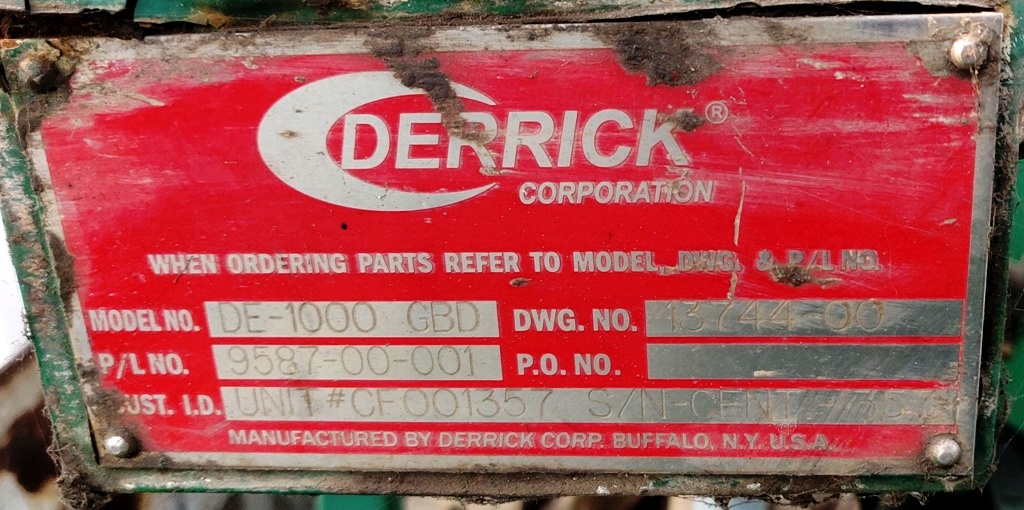 DERRICK®
CORPORATION
WHEN ORDERING PARTS REFER TO MODEL, DWG. & P/L NO.
MODEL NO. DE-1000 GBD DWG. NO. 13744-00
P/L NO. 9587-00-001 P.O. NO.
CUST. I.D. UNIT #CF001357 S/N-CENT
MANUFACTURED BY DERRICK CORP. BUFFALO, N.Y. U.S.A.